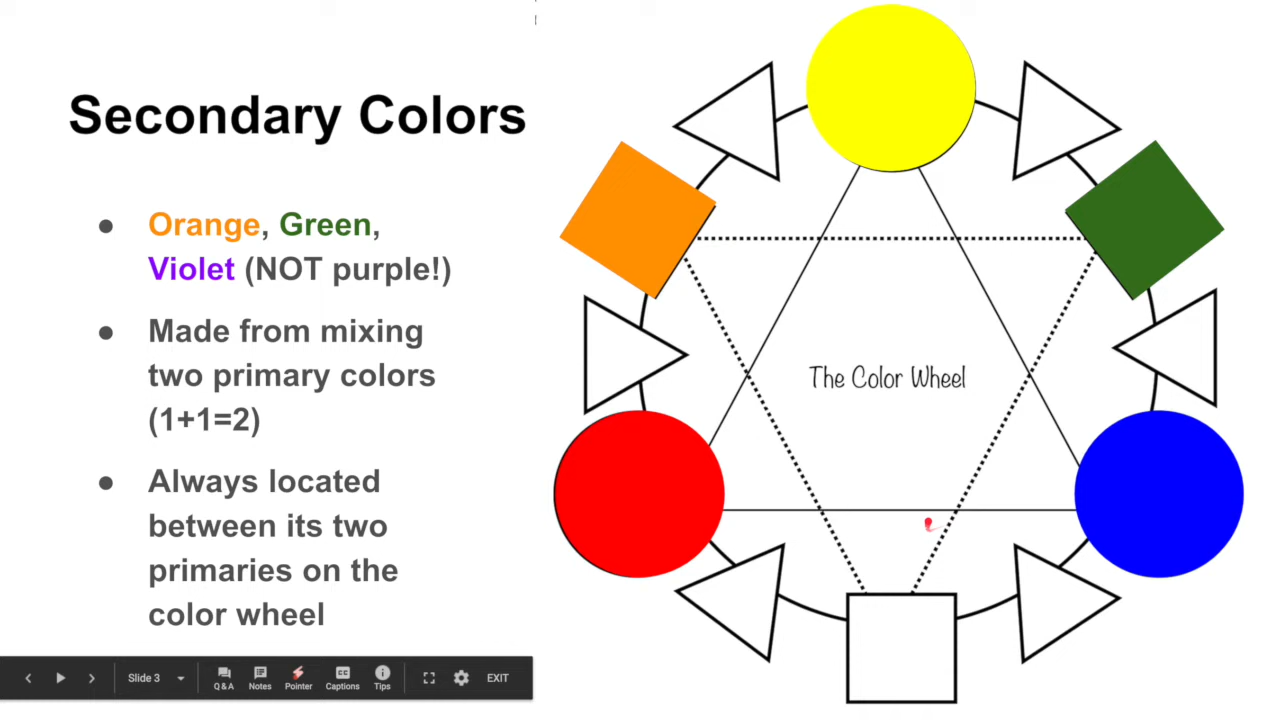 Secondary Colors
● Orange, Green,
Violet (NOT purple!)
● Made from mixing
two primary colors
(1+1=2)
● Always located
between its two
primaries on the
color wheel
The Color Wheel
Slide 3
Q&A
Notes
Pointer
CC
Captions
Tips
EXIT